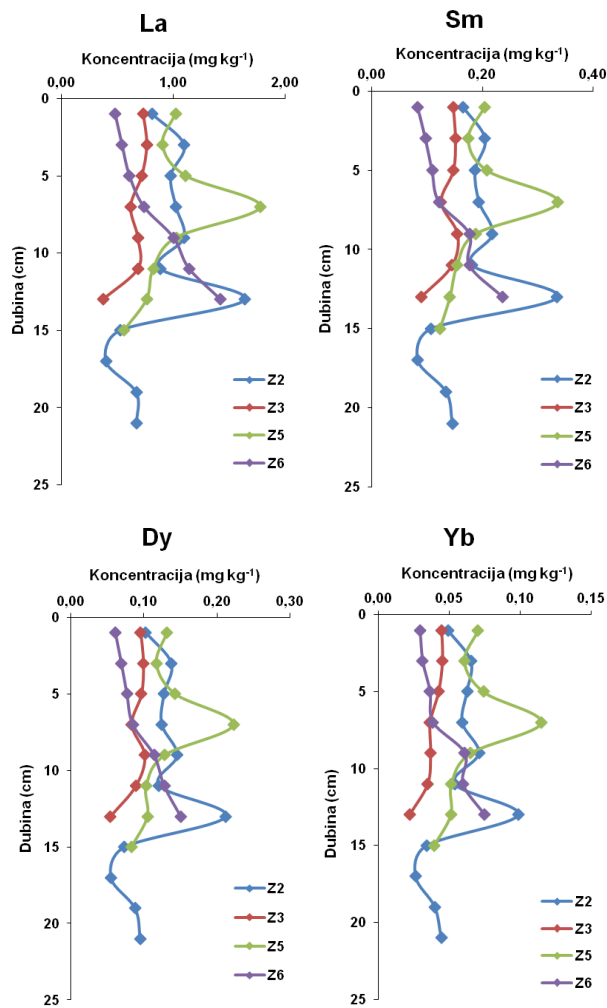 La
Koncentracija (mg kg⁻¹)
0,00 1,00 2,00
0
5
10
15
20
25
Dubina (cm)
Z2
Z3
Z5
Z6
Sm
Koncentracija (mg kg⁻¹)
0,00 0,20 0,40
0
5
10
15
20
25
Dubina (cm)
Z2
Z3
Z5
Z6
Dy
Koncentracija (mg kg⁻¹)
0,00 0,10 0,20 0,30
0
5
10
15
20
25
Dubina (cm)
Z2
Z3
Z5
Z6
Yb
Koncentracija (mg kg⁻¹)
0,00 0,05 0,10 0,15
0
5
10
15
20
25
Dubina (cm)
Z2
Z3
Z5
Z6